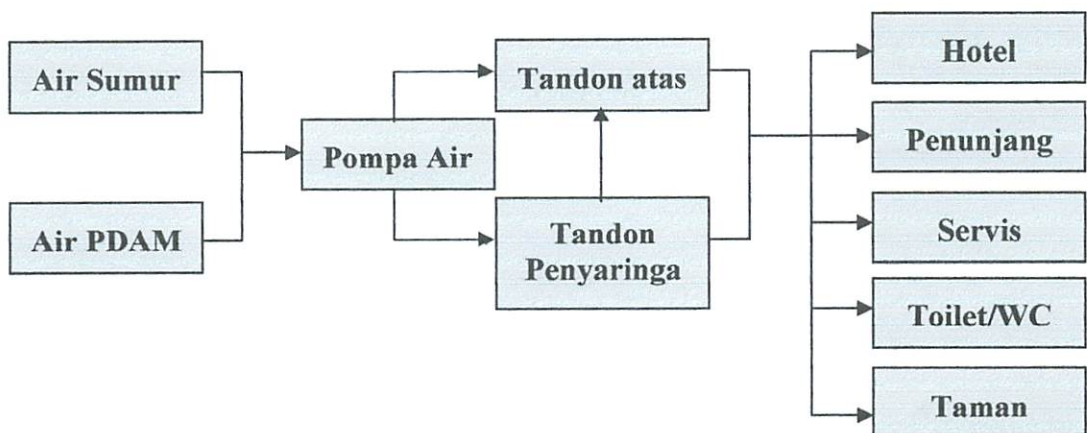 Air Sumur
Air PDAM
Pompa Air
Tandon atas
Tandon
Penyaringa
Hotel
Penunjang
Servis
Toilet/WC
Taman